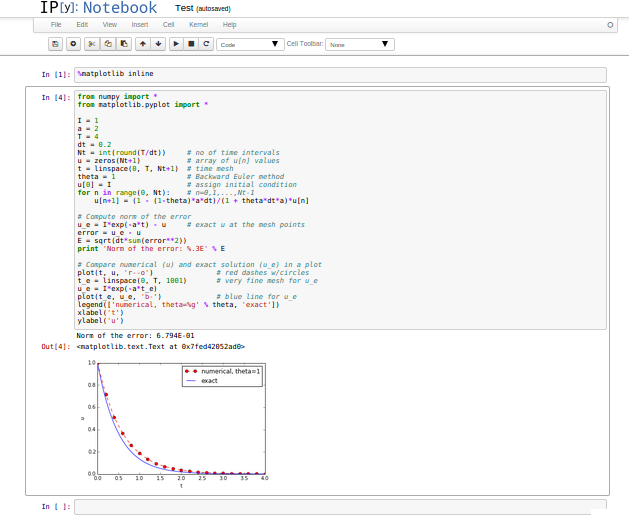 IP[y]: Notebook Test (autosaved)
File Edit View Insert Cell Kernel Help
Code Cell Toolbar: None
In [1]: %matplotlib inline
In [4]: from numpy import *
from matplotlib.pyplot import *
I = 1
a = 2
T = 4
dt = 0.2
Nt = int(round(T/dt)) # no of time intervals
u = zeros(Nt+1) # array of u[n] values
t = linspace(0, T, Nt+1) # time mesh
theta = 1 # Backward Euler method
u[0] = I # assign initial condition
for n in range(0, Nt): # n=0,1,...,Nt-1
u[n+1] = (1 - (1-theta)*a*dt)/(1 + theta*dt*a)*u[n]
# Compute norm of the error
u_e = I*exp(-a*t) - u # exact u at the mesh points
error = u_e - u
E = sqrt(dt*sum(error**2))
print 'Norm of the error: %.3E' % E
# Compare numerical (u) and exact solution (u_e) in a plot
plot(t, u, 'r--o') # red dashes w/circles
t_e = linspace(0, T, 1001) # very fine mesh for u_e
u_e = I*exp(-a*t_e)
plot(t_e, u_e, 'b-') # blue line for u_e
legend(['numerical, theta=%g' % theta, 'exact'])
xlabel('t')
ylabel('u')
Norm of the error: 6.794E-01
Out[4]: <matplotlib.text.Text at 0x7fed42052ad0>
numerical, theta=1
exact
1.0
0.8
0.6
u
0.4
0.2
0.0
0.0 0.5 1.0 1.5 2.0 2.5 3.0 3.5 4.0
t
In [ ]: